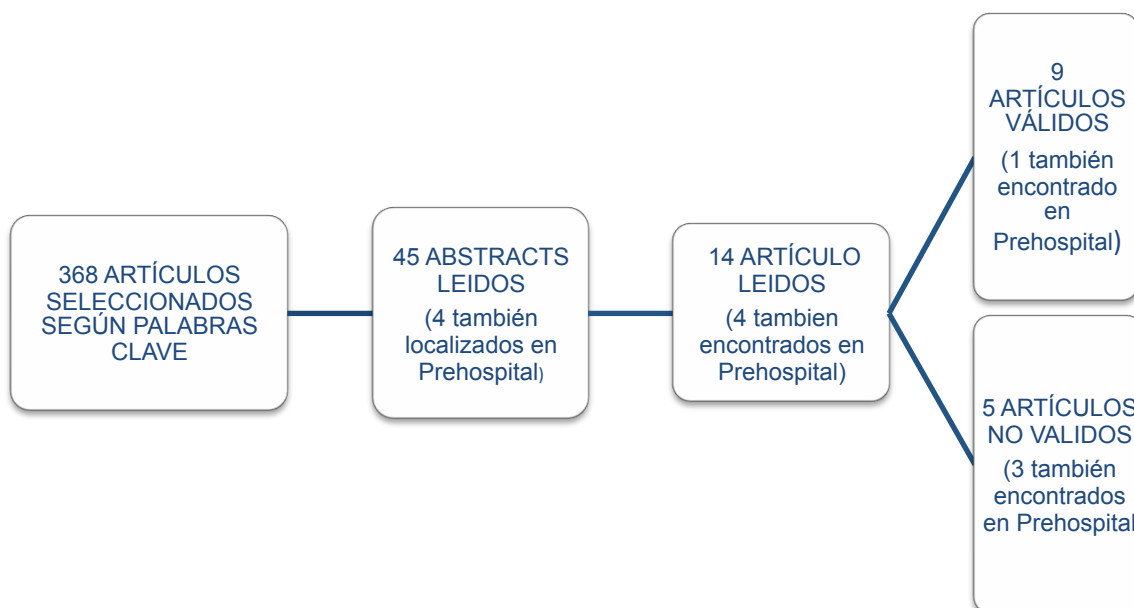 368 ARTÍCULOS
SELECCIONADOS
SEGÚN PALABRAS
CLAVE
45 ABSTRACTS
LEIDOS
(4 también
localizados en
Prehospital)
14 ARTÍCULO
LEIDOS
(4 tambien
encontrados en
Prehospital)
9
ARTÍCULOS
VÁLIDOS
(1 también
encontrado
en
Prehospital)
5 ARTÍCULOS
NO VALIDOS
(3 también
encontrados
en Prehospital